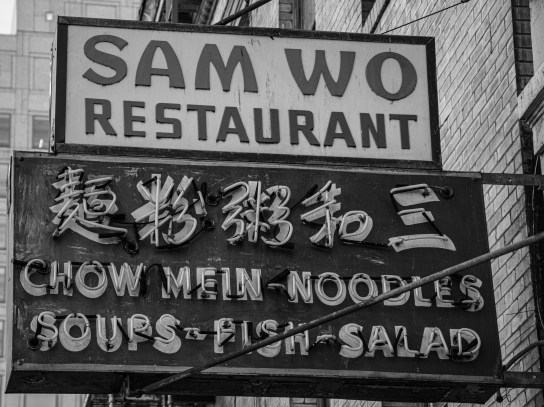 SAM WO
RESTAURANT
麵粉粥和三
CHOW MEIN-NOODLES
SOUPS-FISH-SALAD